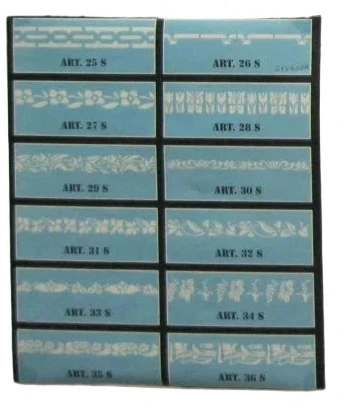 ART. 25 S
ART. 26 S
ART. 27 S
ART. 28 S
ART. 29 S
ART. 30 S
ART. 31 S
ART. 32 S
ART. 33 S
ART. 34 S
ART. 35 S
ART. 36 S